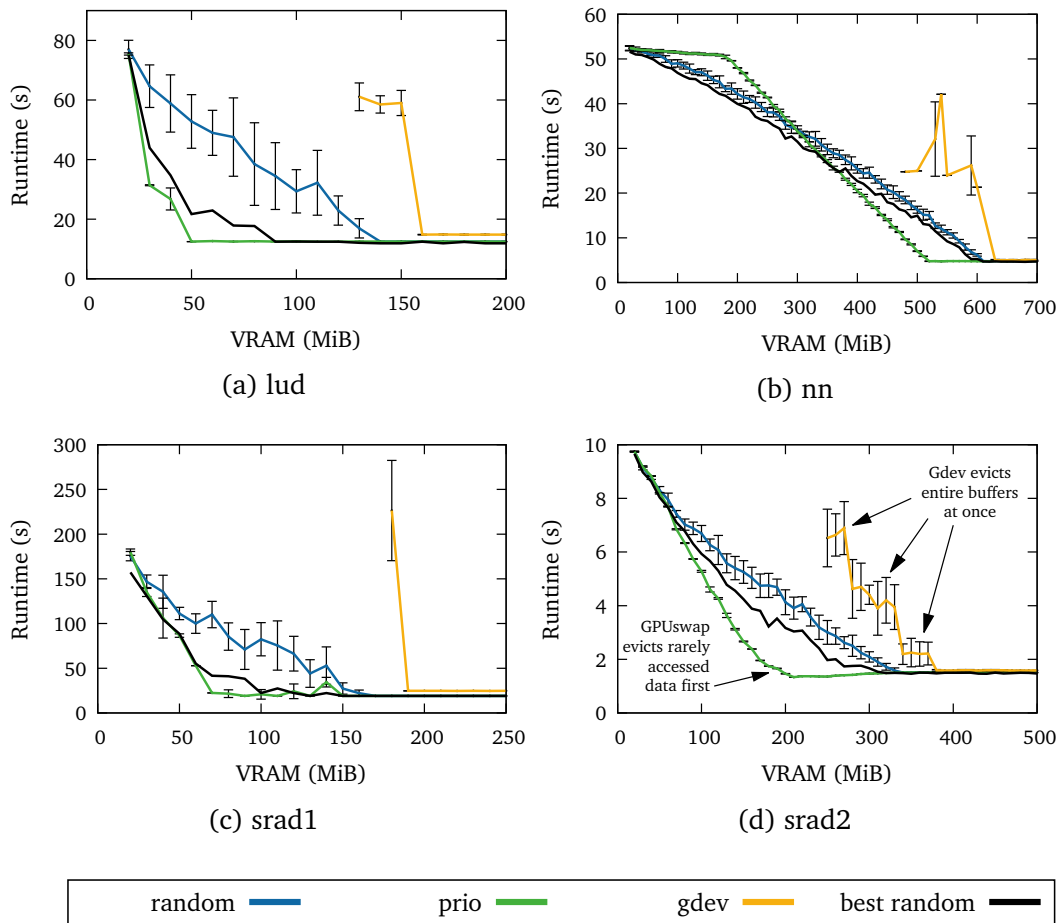 80
60
40
20
0
Runtime (s)
0 50 100 150 200
VRAM (MiB)
(a) lud
60
50
40
30
20
10
0
Runtime (s)
0 100 200 300 400 500 600 700
VRAM (MiB)
(b) nn
300
250
200
150
100
50
0
Runtime (s)
0 50 100 150 200 250
VRAM (MiB)
(c) srad1
10
8
6
4
2
0
Runtime (s)
Gdev evicts
entire buffers
at once
GPUswap
evicts rarely
accessed
data first
0 100 200 300 400 500
VRAM (MiB)
(d) srad2
random prio gdev best random